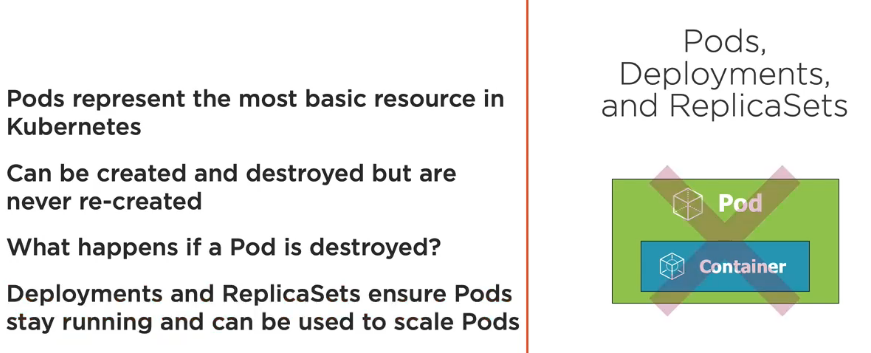 Pods represent the most basic resource in
Kubernetes
Can be created and destroyed but are
never re-created
What happens if a Pod is destroyed?
Deployments and ReplicaSets ensure Pods
stay running and can be used to scale Pods
Pods,
Deployments,
and ReplicaSets
Pod
Container